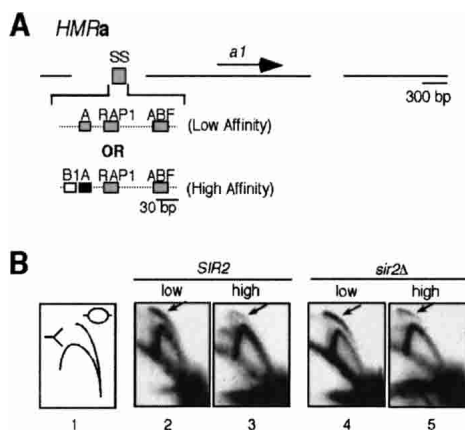 A
HMRa
SS
a1
300 bp
A RAP1 ABF
(Low Affinity)
OR
B1A RAP1 ABF
(High Affinity)
30 bp
B
SIR2 sir2Δ
low high low high
1 2 3 4 5